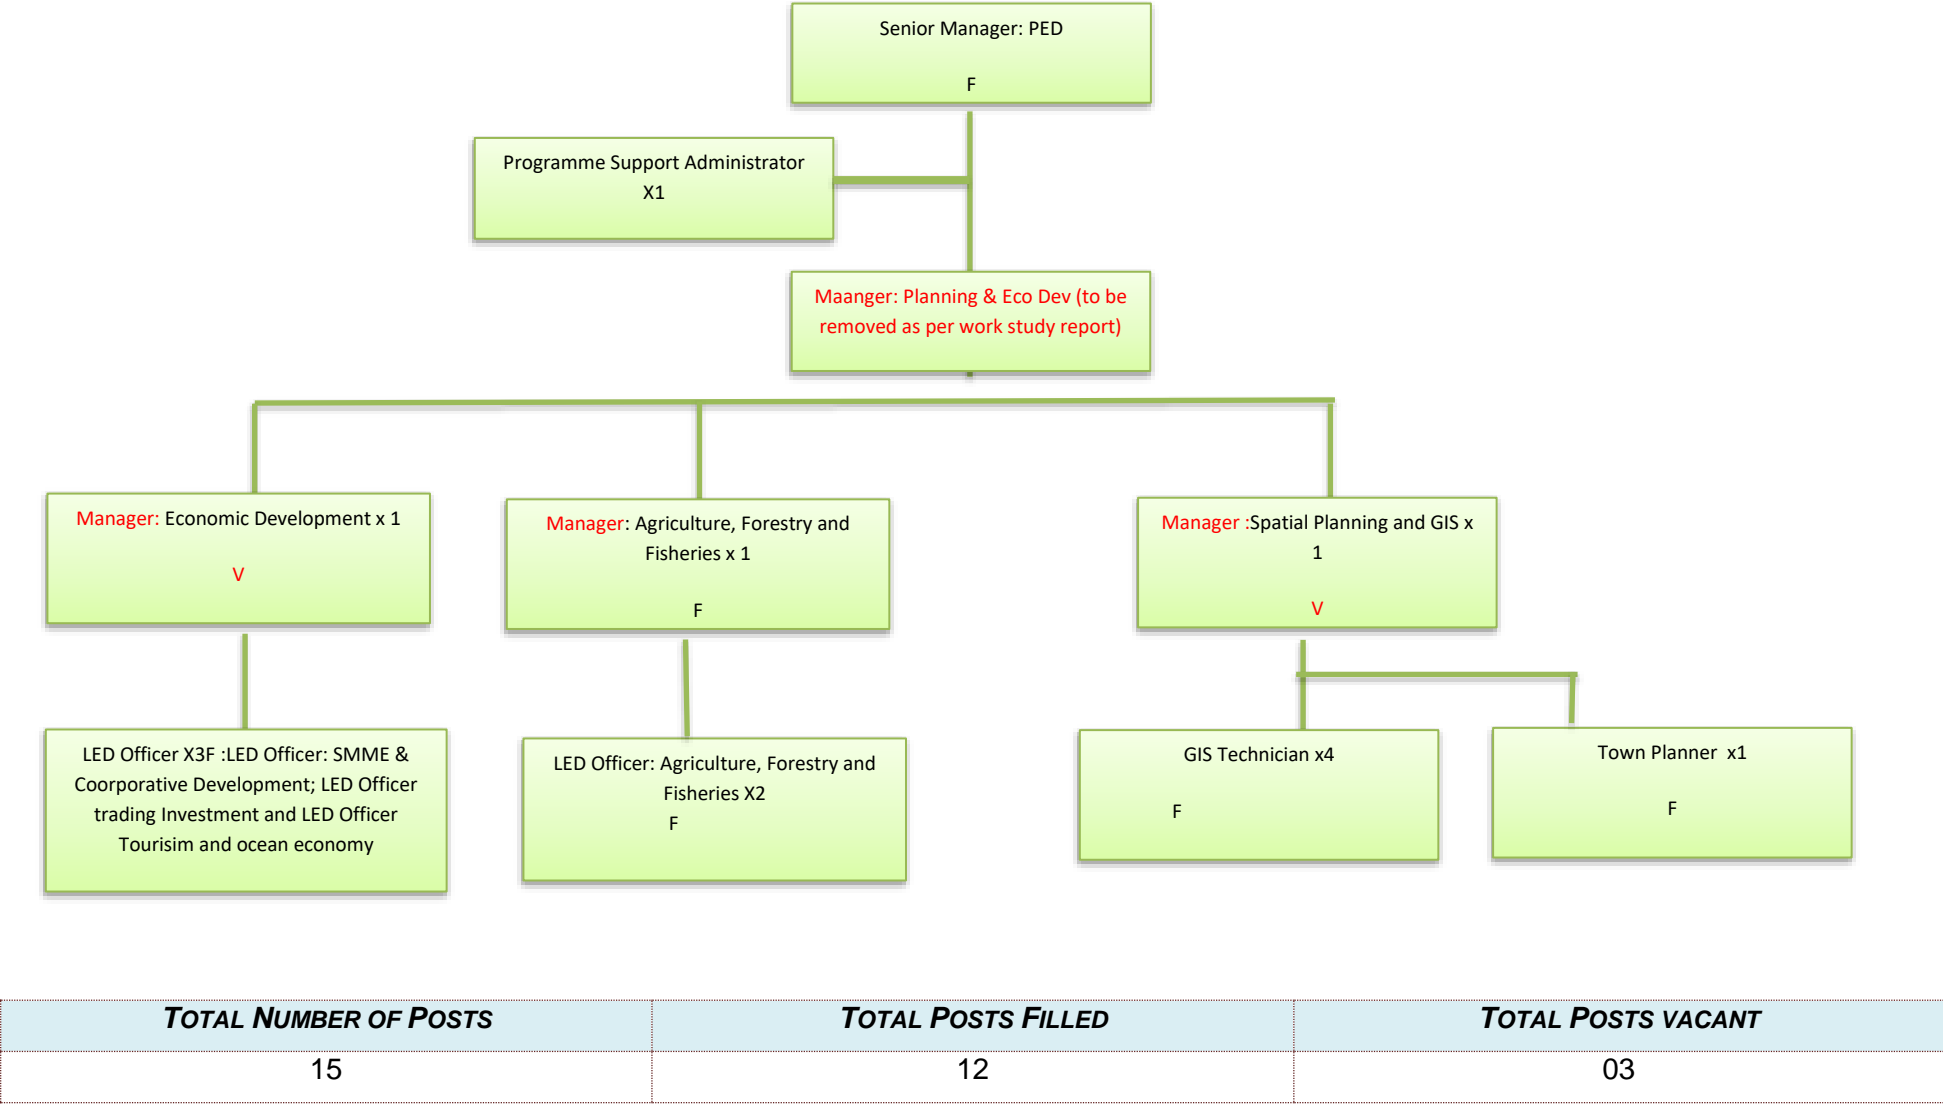 Senior Manager: PED
F
Programme Support Administrator
X1
Maanger: Planning & Eco Dev (to be
removed as per work study report)
Manager: Economic Development x 1
V
Manager: Agriculture, Forestry and
Fisheries x 1
F
Manager :Spatial Planning and GIS x
1
V
LED Officer X3F :LED Officer: SMME &
Coorporative Development; LED Officer
trading Investment and LED Officer
Tourisim and ocean economy
LED Officer: Agriculture, Forestry and
Fisheries X2
F
GIS Technician x4
F
Town Planner x1
F
TOTAL NUMBER OF POSTS
TOTAL POSTS FILLED
TOTAL POSTS VACANT
15
12
03